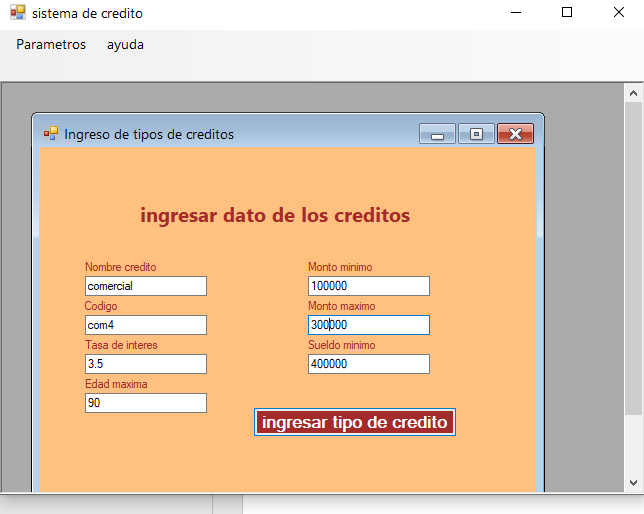 sistema de credito
Parametros ayuda
Ingreso de tipos de creditos
ingresar dato de los creditos
Nombre credito
comercial
Codigo
com4
Tasa de interes
3.5
Edad maxima
90
Monto minimo
100000
Monto maximo
300000
Sueldo minimo
400000
ingresar tipo de credito